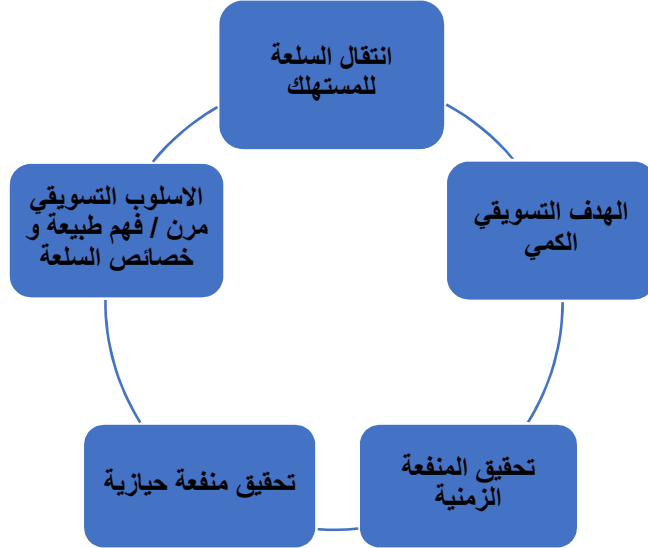 انتقال السلعة
للمستهلك
الهدف التسويقي
الكمي
تحقيق المنفعة
الزمنية
تحقيق منفعة حيازية
الاسلوب التسويقي
مرن / فهم طبيعة و
خصائص السلعة